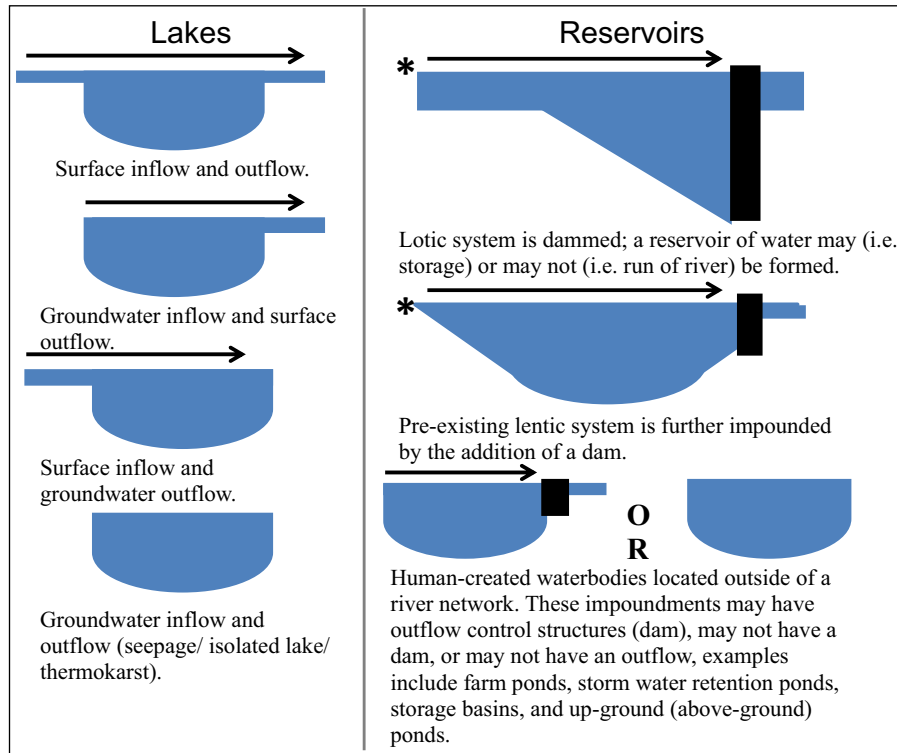 Lakes
Surface inflow and outflow.
Groundwater inflow and surface
outflow.
Surface inflow and
groundwater outflow.
Groundwater inflow and
outflow (seepage/ isolated lake/
thermokarst).
Reservoirs
*
Lotic system is dammed; a reservoir of water may (i.e.
storage) or may not (i.e. run of river) be formed.
*
Pre-existing lentic system is further impounded
by the addition of a dam.
O
R
Human-created waterbodies located outside of a
river network. These impoundments may have
outflow control structures (dam), may not have a
dam, or may not have an outflow, examples
include farm ponds, storm water retention ponds,
storage basins, and up-ground (above-ground)
ponds.